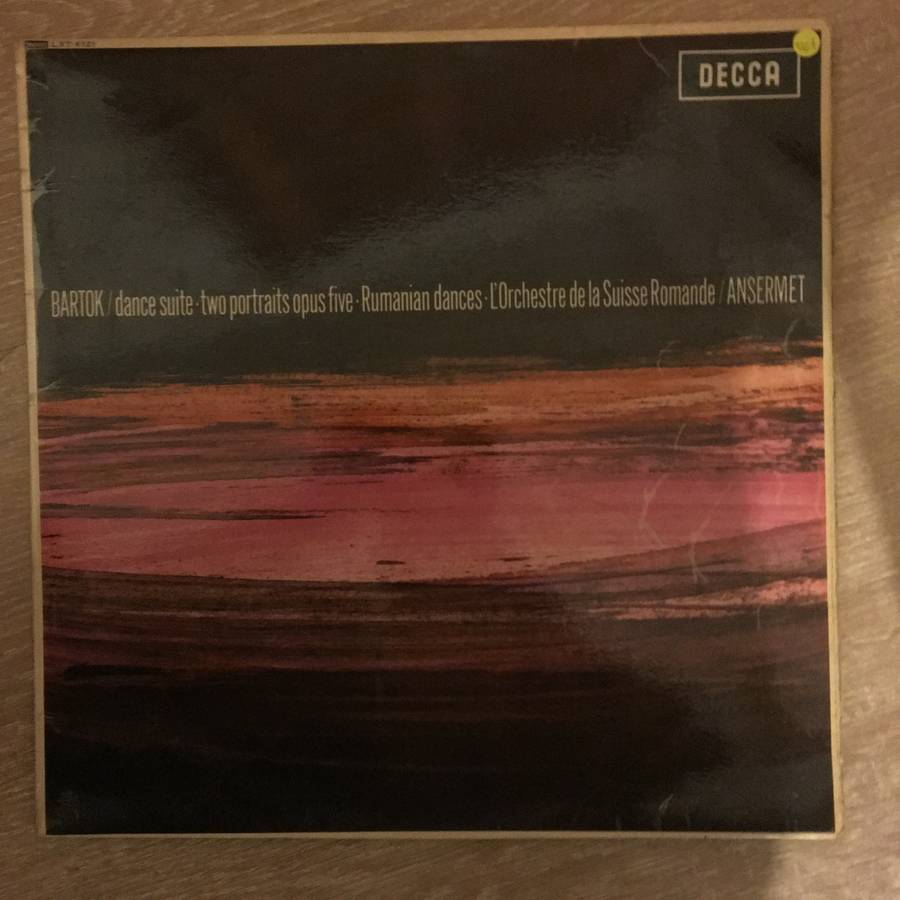 DECCA
BARTOK / dance suite · two portraits opus five · Rumanian dances · L'Orchestre de la Suisse Romande / ANSERMET